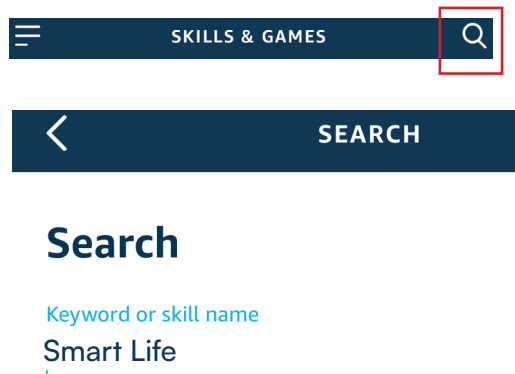 SKILLS & GAMES
SEARCH
Search
Keyword or skill name
Smart Life